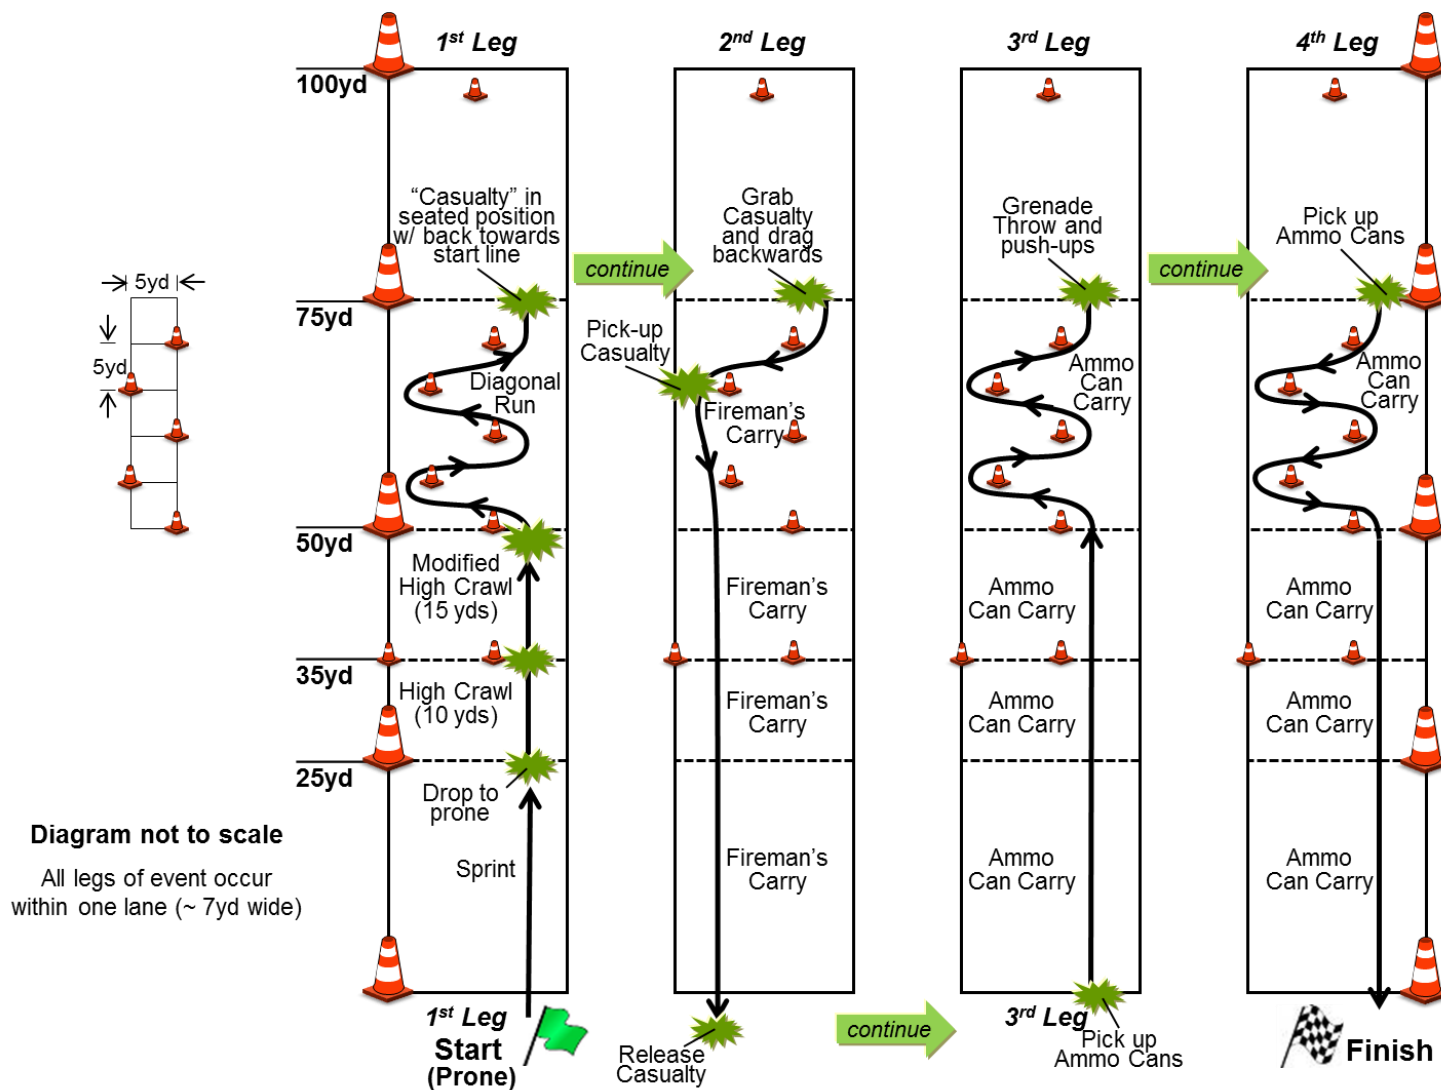 1st Leg
2nd Leg
3rd Leg
4th Leg
100yd
"Casualty" in
seated position
w/ back towards
start line
continue
Grab
Casualty
and drag
backwards
Grenade
Throw and
push-ups
continue
Pick up
Ammo Cans
5yd
5yd
75yd
Diagonal
Run
Pick-up
Casualty
Fireman's
Carry
Ammo
Can
Carry
Ammo
Can
Carry
50yd
Modified
High Crawl
(15 yds)
Fireman's
Carry
Ammo
Can Carry
Ammo
Can Carry
35yd
High Crawl
(10 yds)
Fireman's
Carry
Ammo
Can Carry
Ammo
Can Carry
25yd
Drop to
prone
Diagram not to scale
All legs of event occur
within one lane (~ 7yd wide)
Sprint
Fireman's
Carry
Ammo
Can Carry
Ammo
Can Carry
1st Leg
Start
(Prone)
Release
Casualty
continue
3rd Leg
Pick up
Ammo Cans
Finish